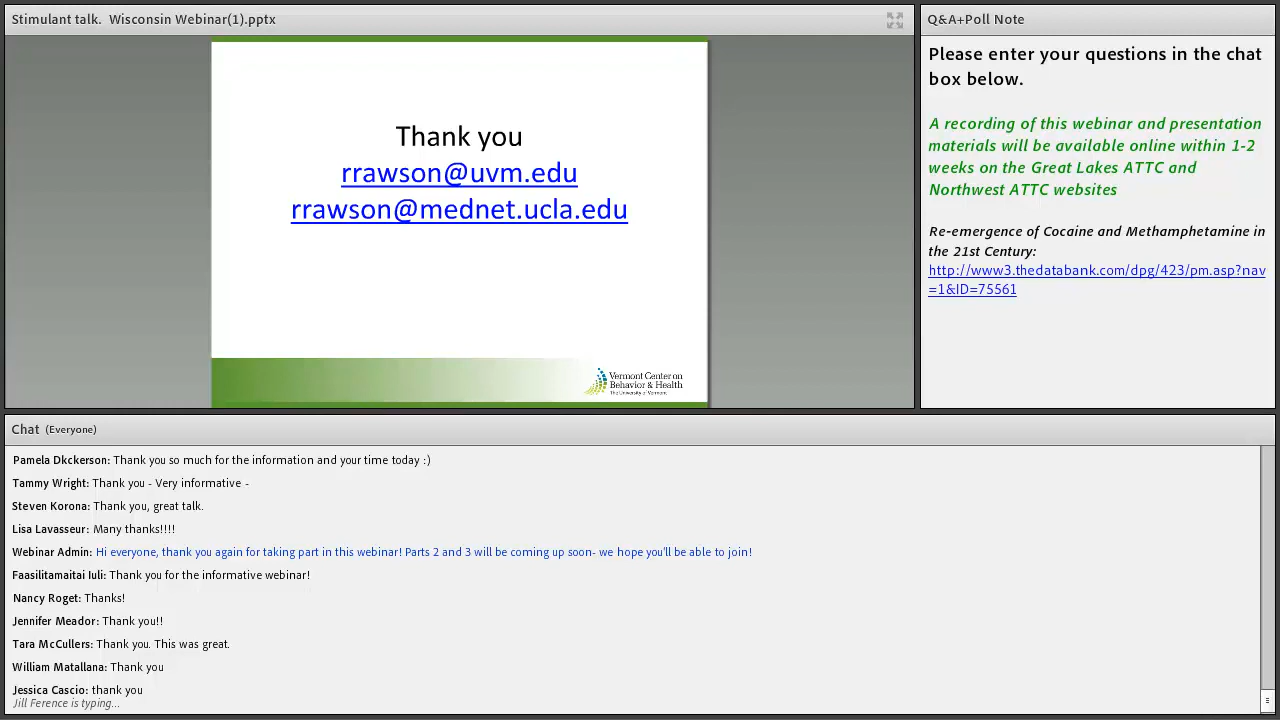 Stimulant talk.  Wisconsin Webinar(1).pptx
Thank you
rrawson@uvm.edu
rrawson@mednet.ucla.edu
Vermont Center on
Behavior & Health
The University of Vermont
Q&A+Poll Note
Please enter your questions in the chat
box below.
A recording of this webinar and presentation
materials will be available online within 1-2
weeks on the Great Lakes ATTC and
Northwest ATTC websites
Re-emergence of Cocaine and Methamphetamine in
the 21st Century:
http://www3.thedatabank.com/dpg/423/pm.asp?nav
=1&ID=75561
Chat (Everyone)
Pamela Dkckerson: Thank you so much for the information and your time today :)
Tammy Wright: Thank you - Very informative -
Steven Korona: Thank you, great talk.
Lisa Lavasseur: Many thanks!!!!
Webinar Admin: Hi everyone, thank you again for taking part in this webinar! Parts 2 and 3 will be coming up soon- we hope you'll be able to join!
Faasilitamaitai Iuli: Thank you for the informative webinar!
Nancy Roget: Thanks!
Jennifer Meador: Thank you!!
Tara McCullers: Thank you. This was great.
William Matallana: Thank you
Jessica Cascio: thank you
Jill Ference is typing...